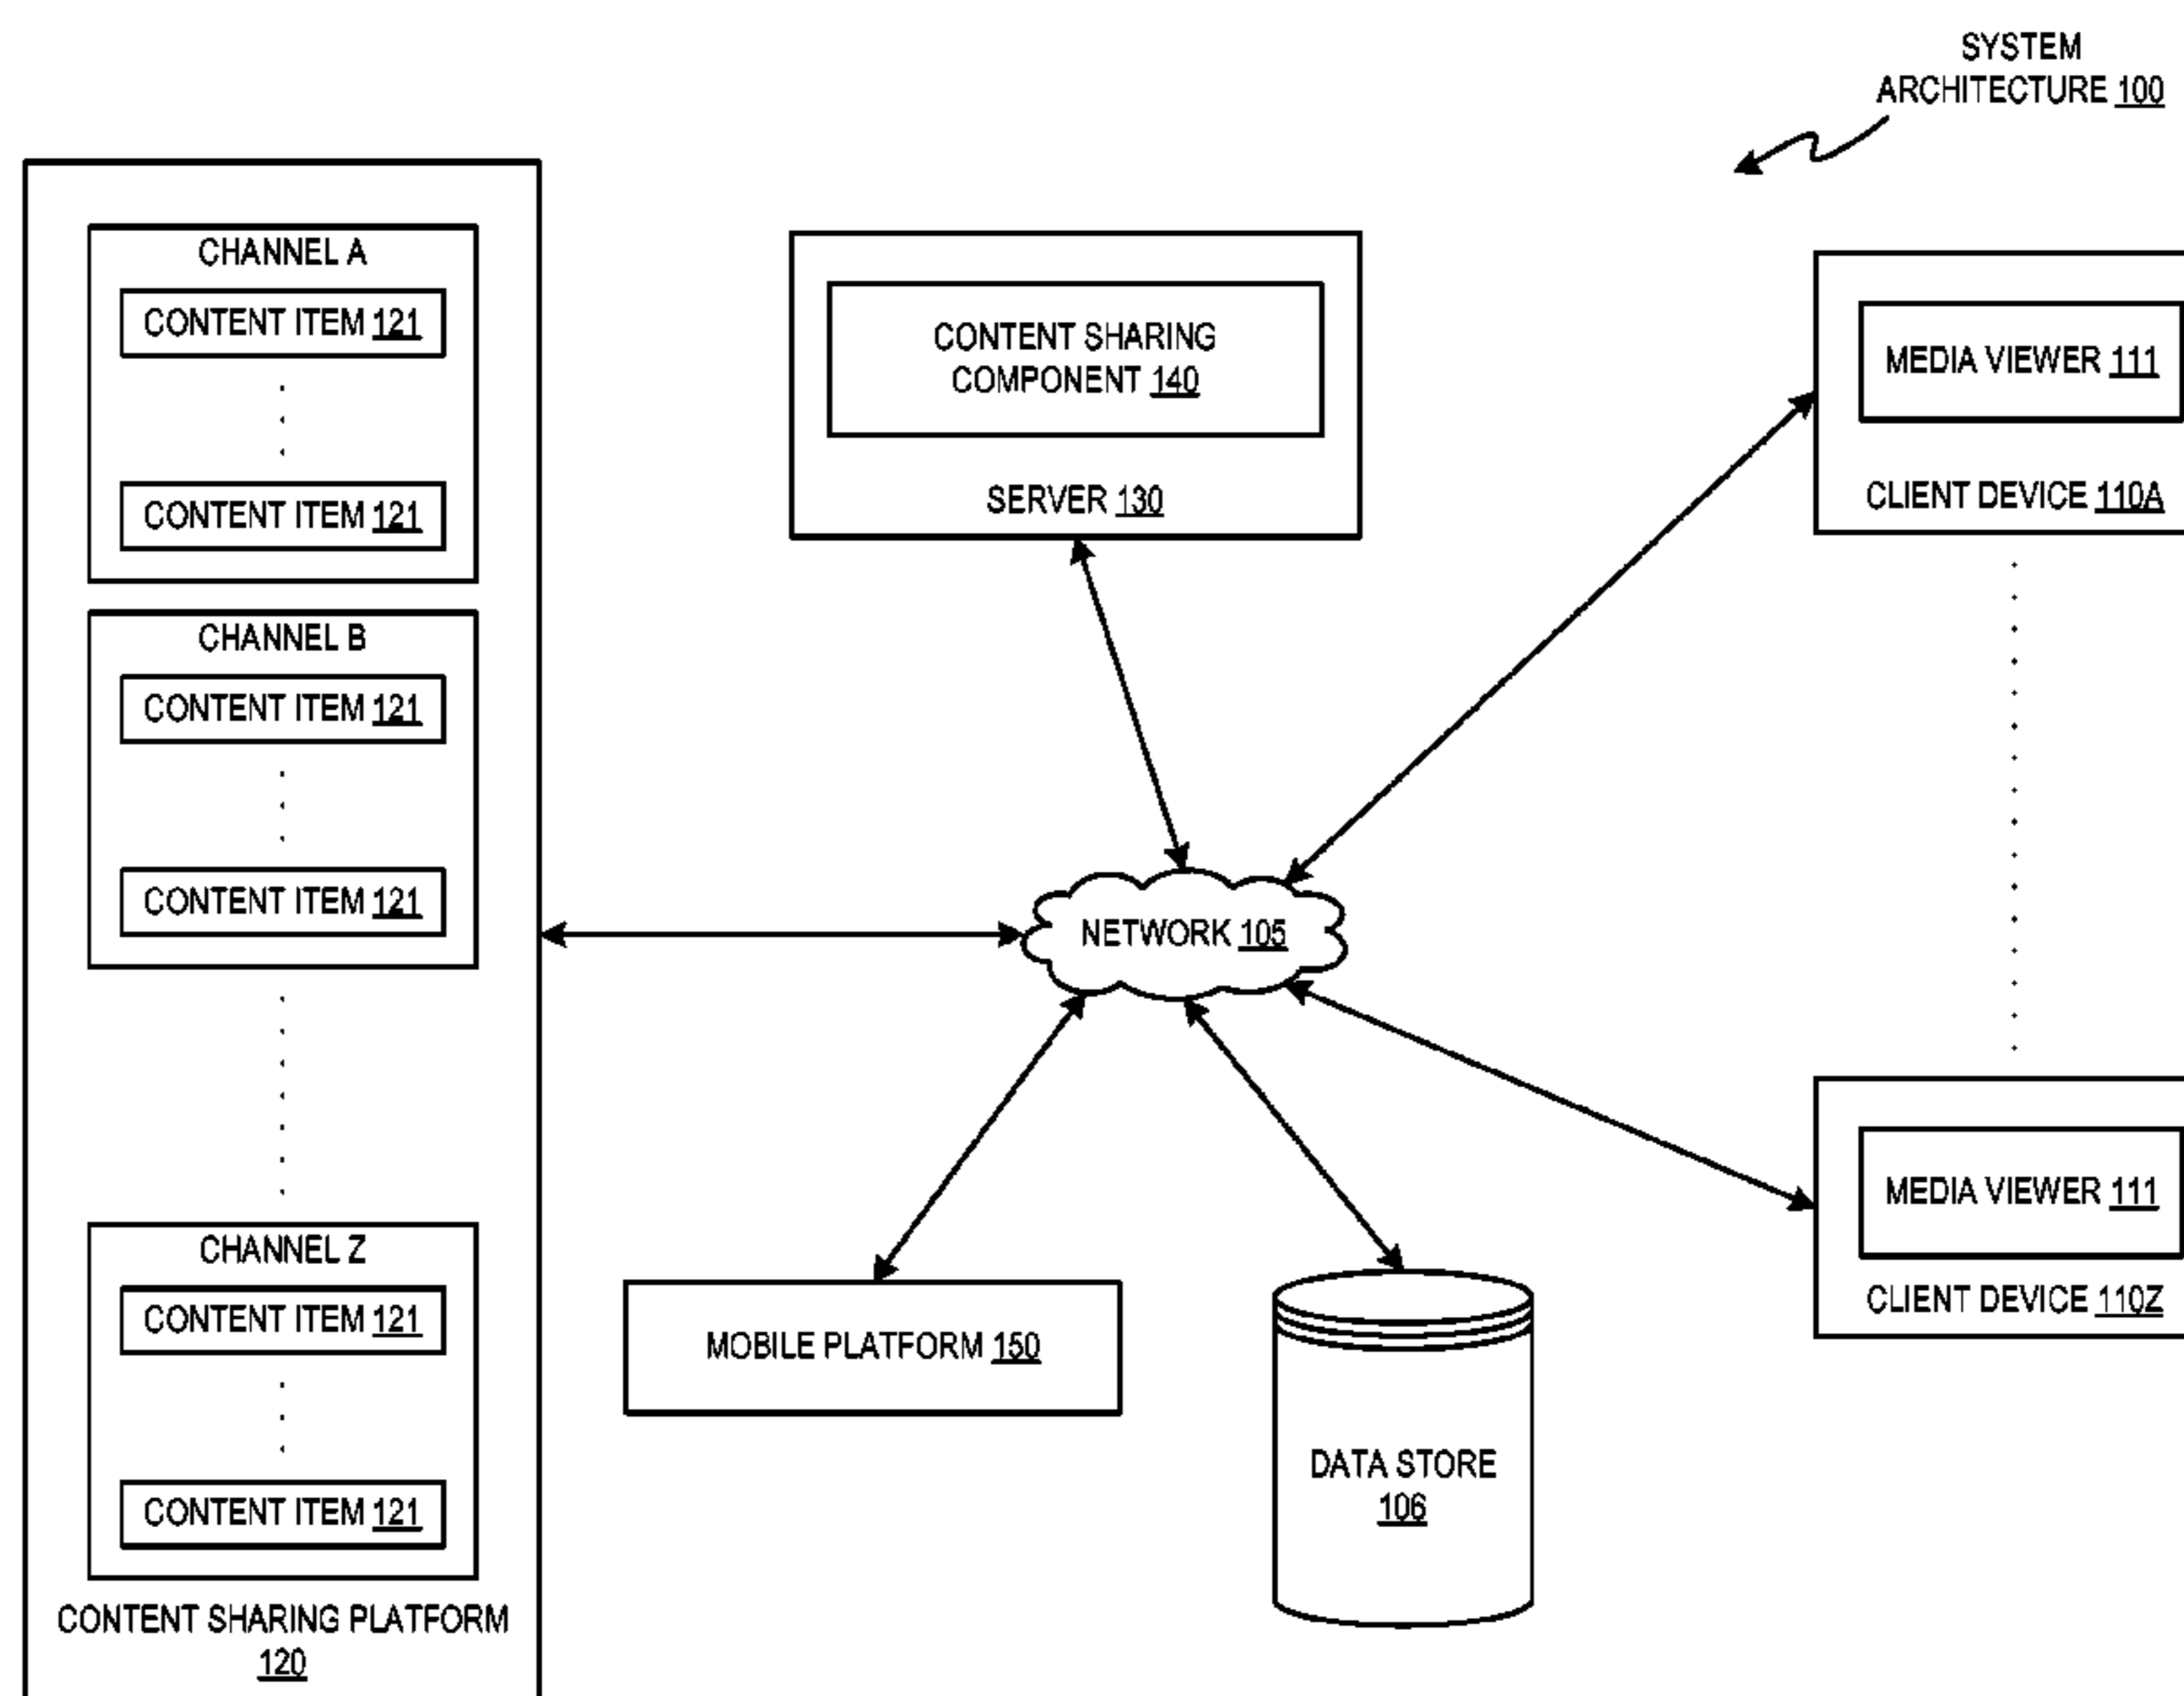 SYSTEM
ARCHITECTURE 100
CHANNEL A
CONTENT ITEM 121
CONTENT ITEM 121
CHANNEL B
CONTENT ITEM 121
CONTENT ITEM 121
CHANNEL Z
CONTENT ITEM 121
CONTENT ITEM 121
CONTENT SHARING PLATFORM
120
CONTENT SHARING
COMPONENT 140
SERVER 130
NETWORK 105
MOBILE PLATFORM 150
DATA STORE
106
MEDIA VIEWER 111
CLIENT DEVICE 110A
MEDIA VIEWER 111
CLIENT DEVICE 110Z